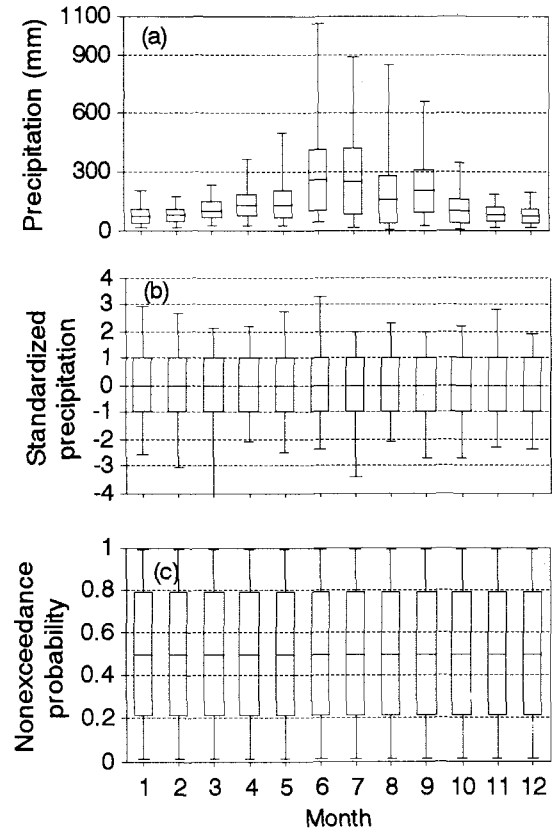 Precipitation (mm)
1100
900
600
300
0
(a)
Standardized
precipitation
4
3
2
1
0
-1
-2
-3
-4
(b)
Nonexceedance
probability
1
0.8
0.6
0.4
0.2
0
(c)
1 2 3 4 5 6 7 8 9 10 11 12
Month